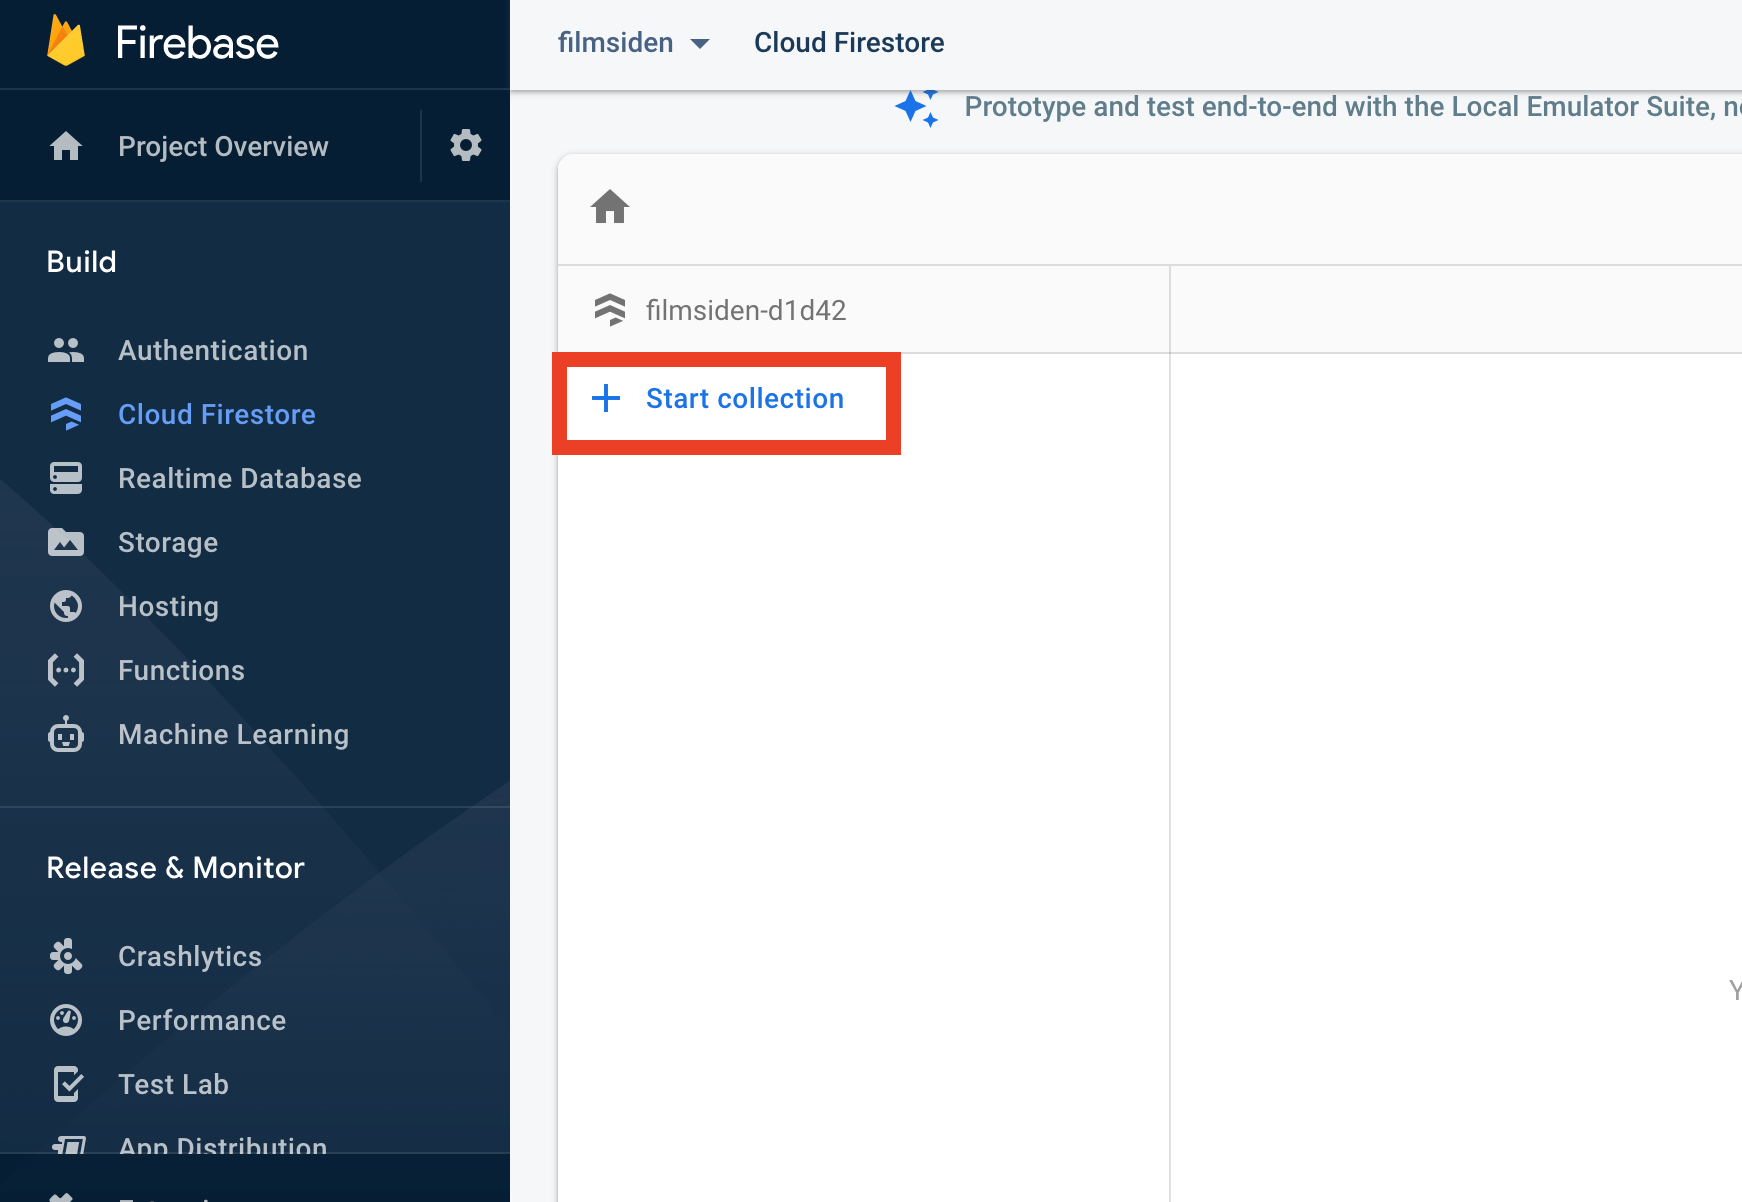 Firebase
Project Overview
Build
Authentication
Cloud Firestore
Realtime Database
Storage
Hosting
Functions
Machine Learning
Release & Monitor
Crashlytics
Performance
Test Lab
App Distribution
filmsiden
Cloud Firestore
Prototype and test end-to-end with the Local Emulator Suite,
filmsiden-d1d42
+ Start collection